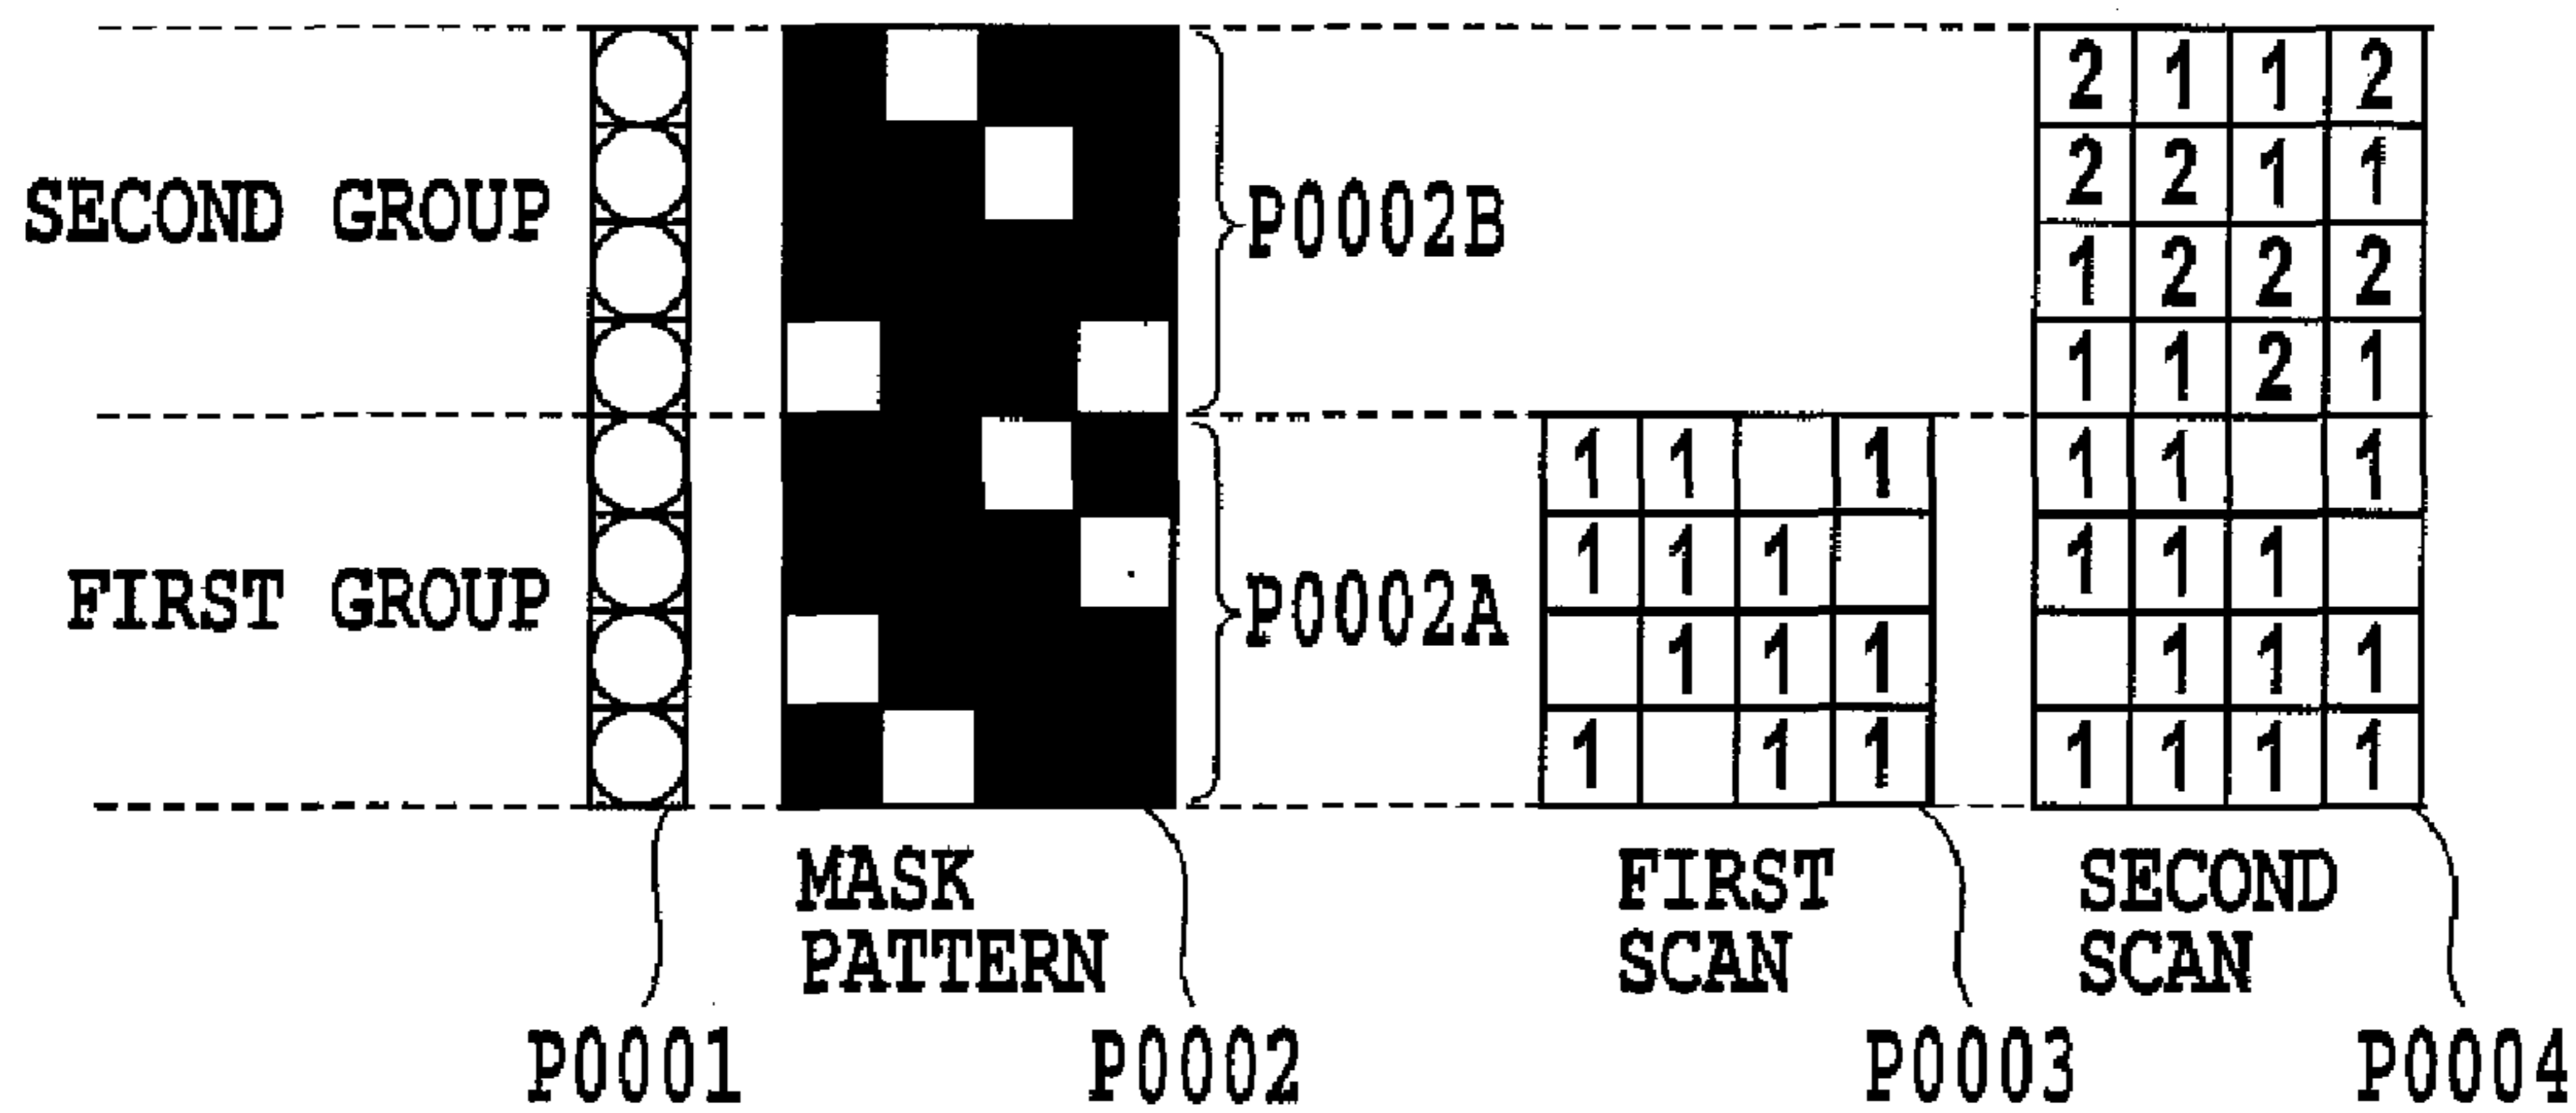 2 1 1 2
2 2 1 1
SECOND GROUP
P0002B
1 2 2 2
1 1 2 1
1 1 1
1 1 1
1 1 1
1 1 1
FIRST GROUP
P0002A
1 1 1
1 1 1
1 1 1
1 1 1 1
MASK
PATTERN
FIRST
SCAN
SECOND
SCAN
P0001
P0002
P0003
P0004